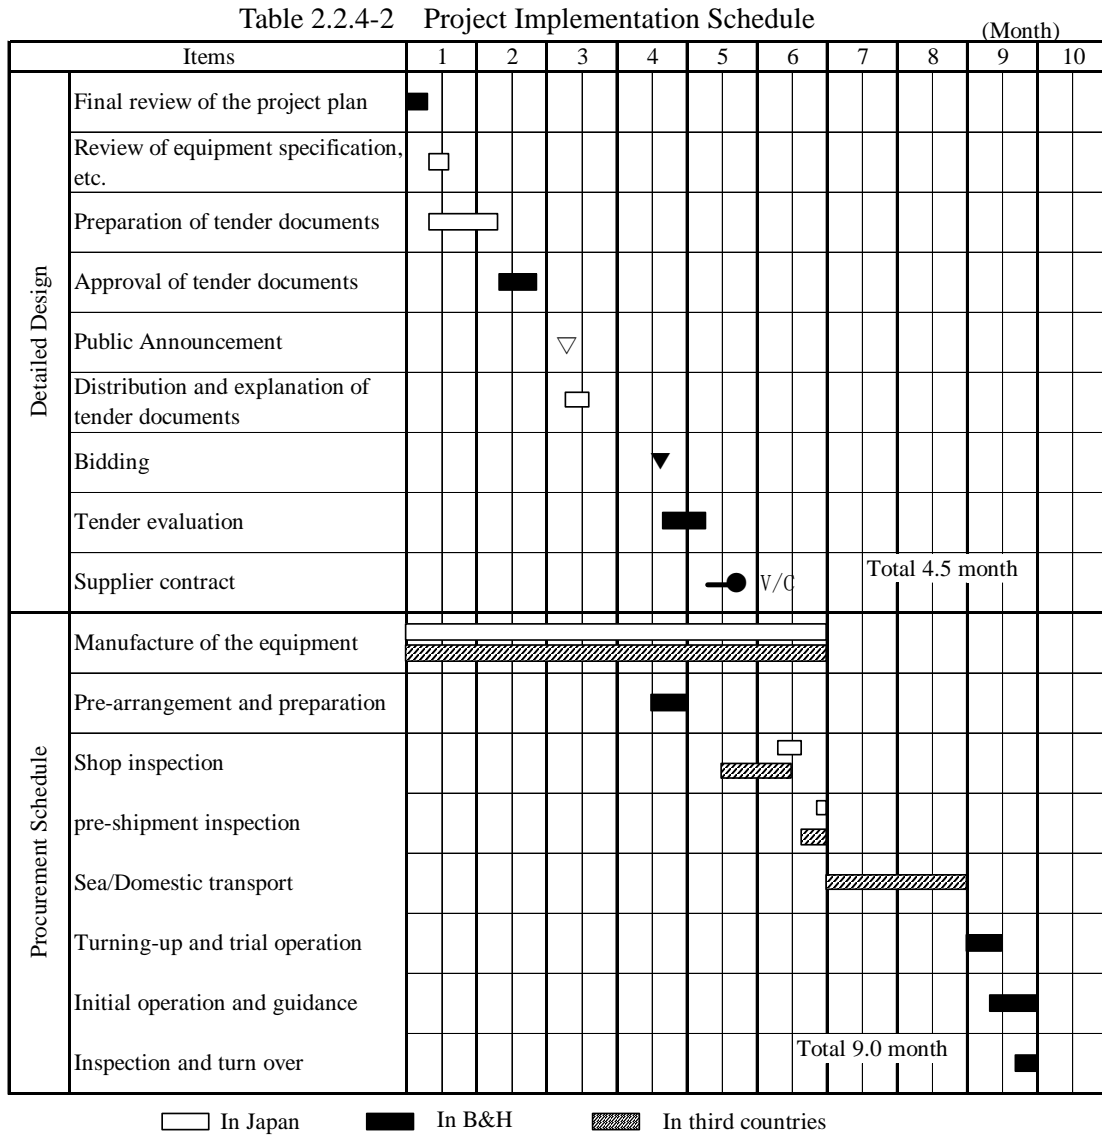 Table 2.2.4-2 Project Implementation Schedule
(Month)
Items 1 2 3 4 5 6 7 8 9 10
Detailed Design
Final review of the project plan
Review of equipment specification,
etc.
Preparation of tender documents
Approval of tender documents
Public Announcement
Distribution and explanation of
tender documents
Bidding
Tender evaluation
Supplier contract
V/C
Total 4.5 month
Procurement Schedule
Manufacture of the equipment
Pre-arrangement and preparation
Shop inspection
pre-shipment inspection
Sea/Domestic transport
Turning-up and trial operation
Initial operation and guidance
Inspection and turn over
Total 9.0 month
In Japan In B&H In third countries